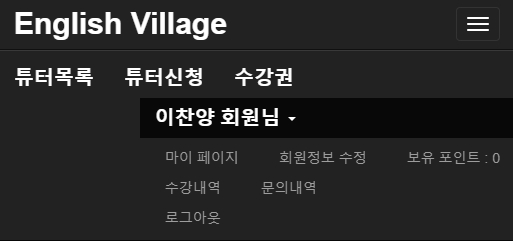 English Village
튜터목록 튜터신청 수강권
이찬양 회원님
마이 페이지 회원정보 수정 보유 포인트 : 0
수강내역 문의내역
로그아웃